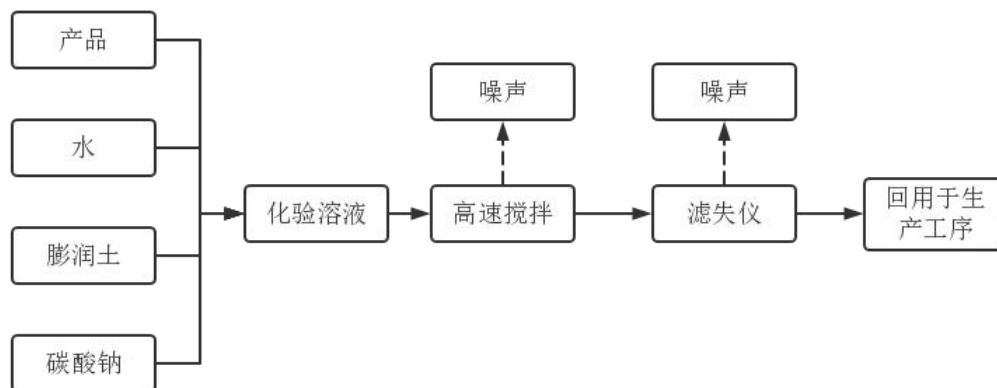 产品
水
膨润土
碳酸钠
化验溶液
噪声
高速搅拌
噪声
滤失仪
回用于生
产工序